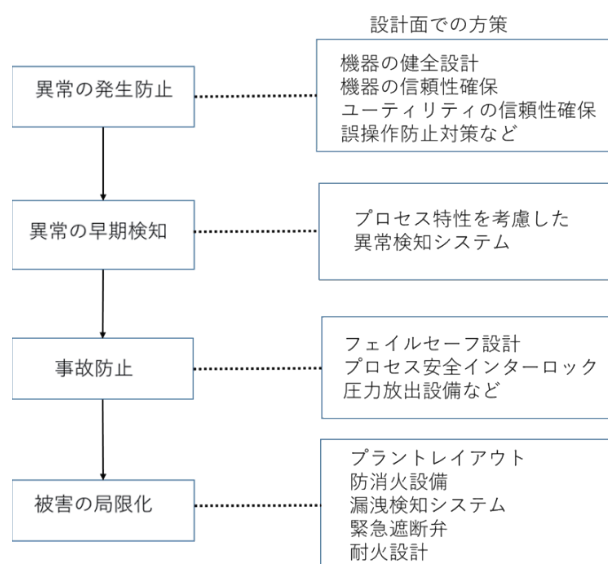 設計面での方策
異常の発生防止
機器の健全設計
機器の信頼性確保
ユーティリティの信頼性確保
誤操作防止対策など
異常の早期検知
プロセス特性を考慮した
異常検知システム
事故防止
フェイルセーフ設計
プロセス安全インターロック
圧力放出設備など
被害の局限化
プラントレイアウト
防消火設備
漏洩検知システム
緊急遮断弁
耐火設計